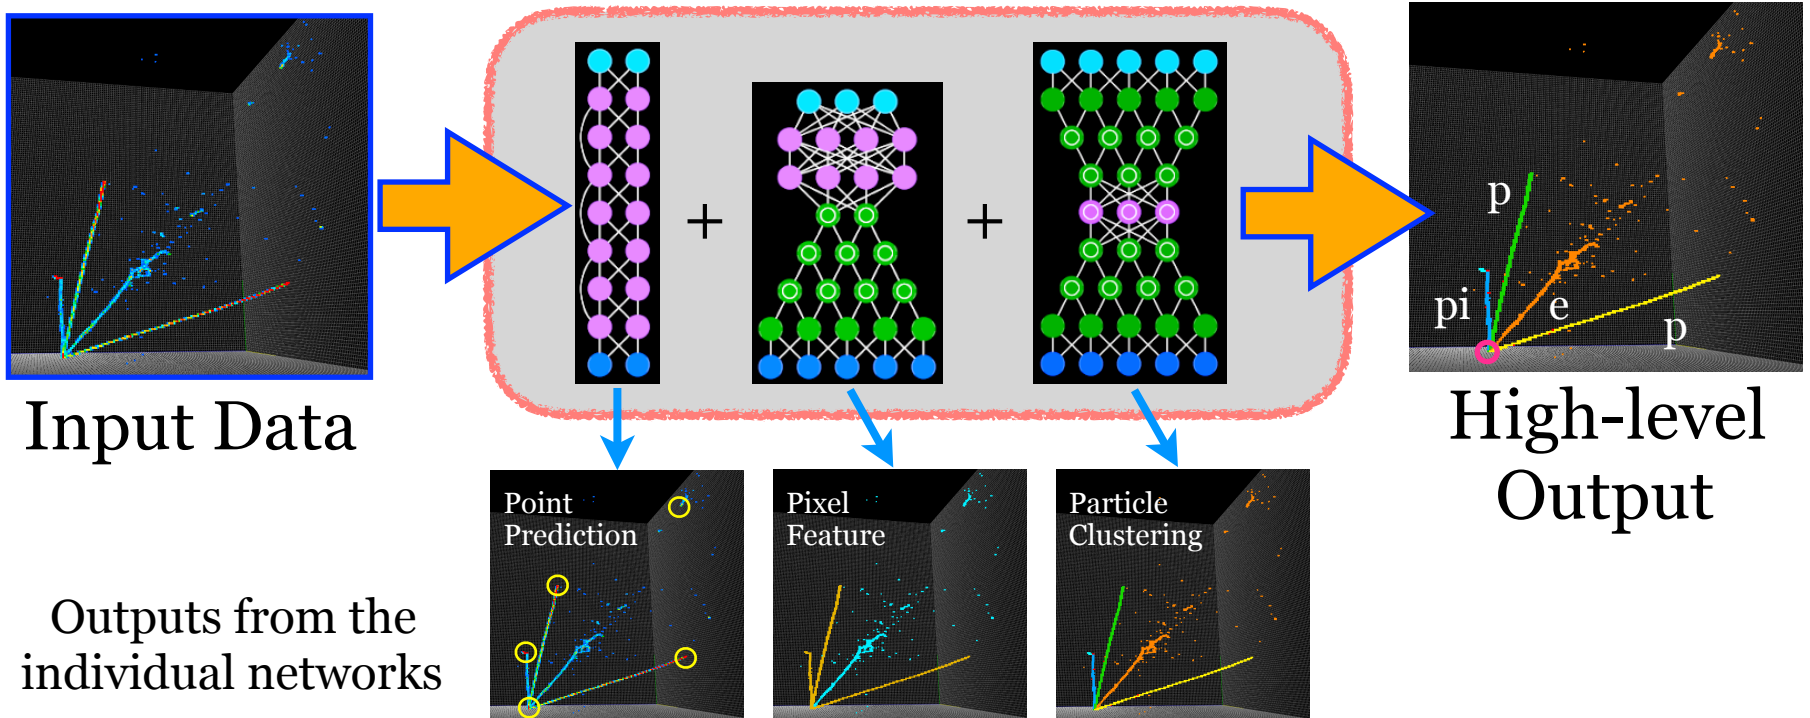 +
+
p
pi
e
p
Input Data
High-level
Output
Point
Prediction
Pixel
Feature
Particle
Clustering
Outputs from the
individual networks